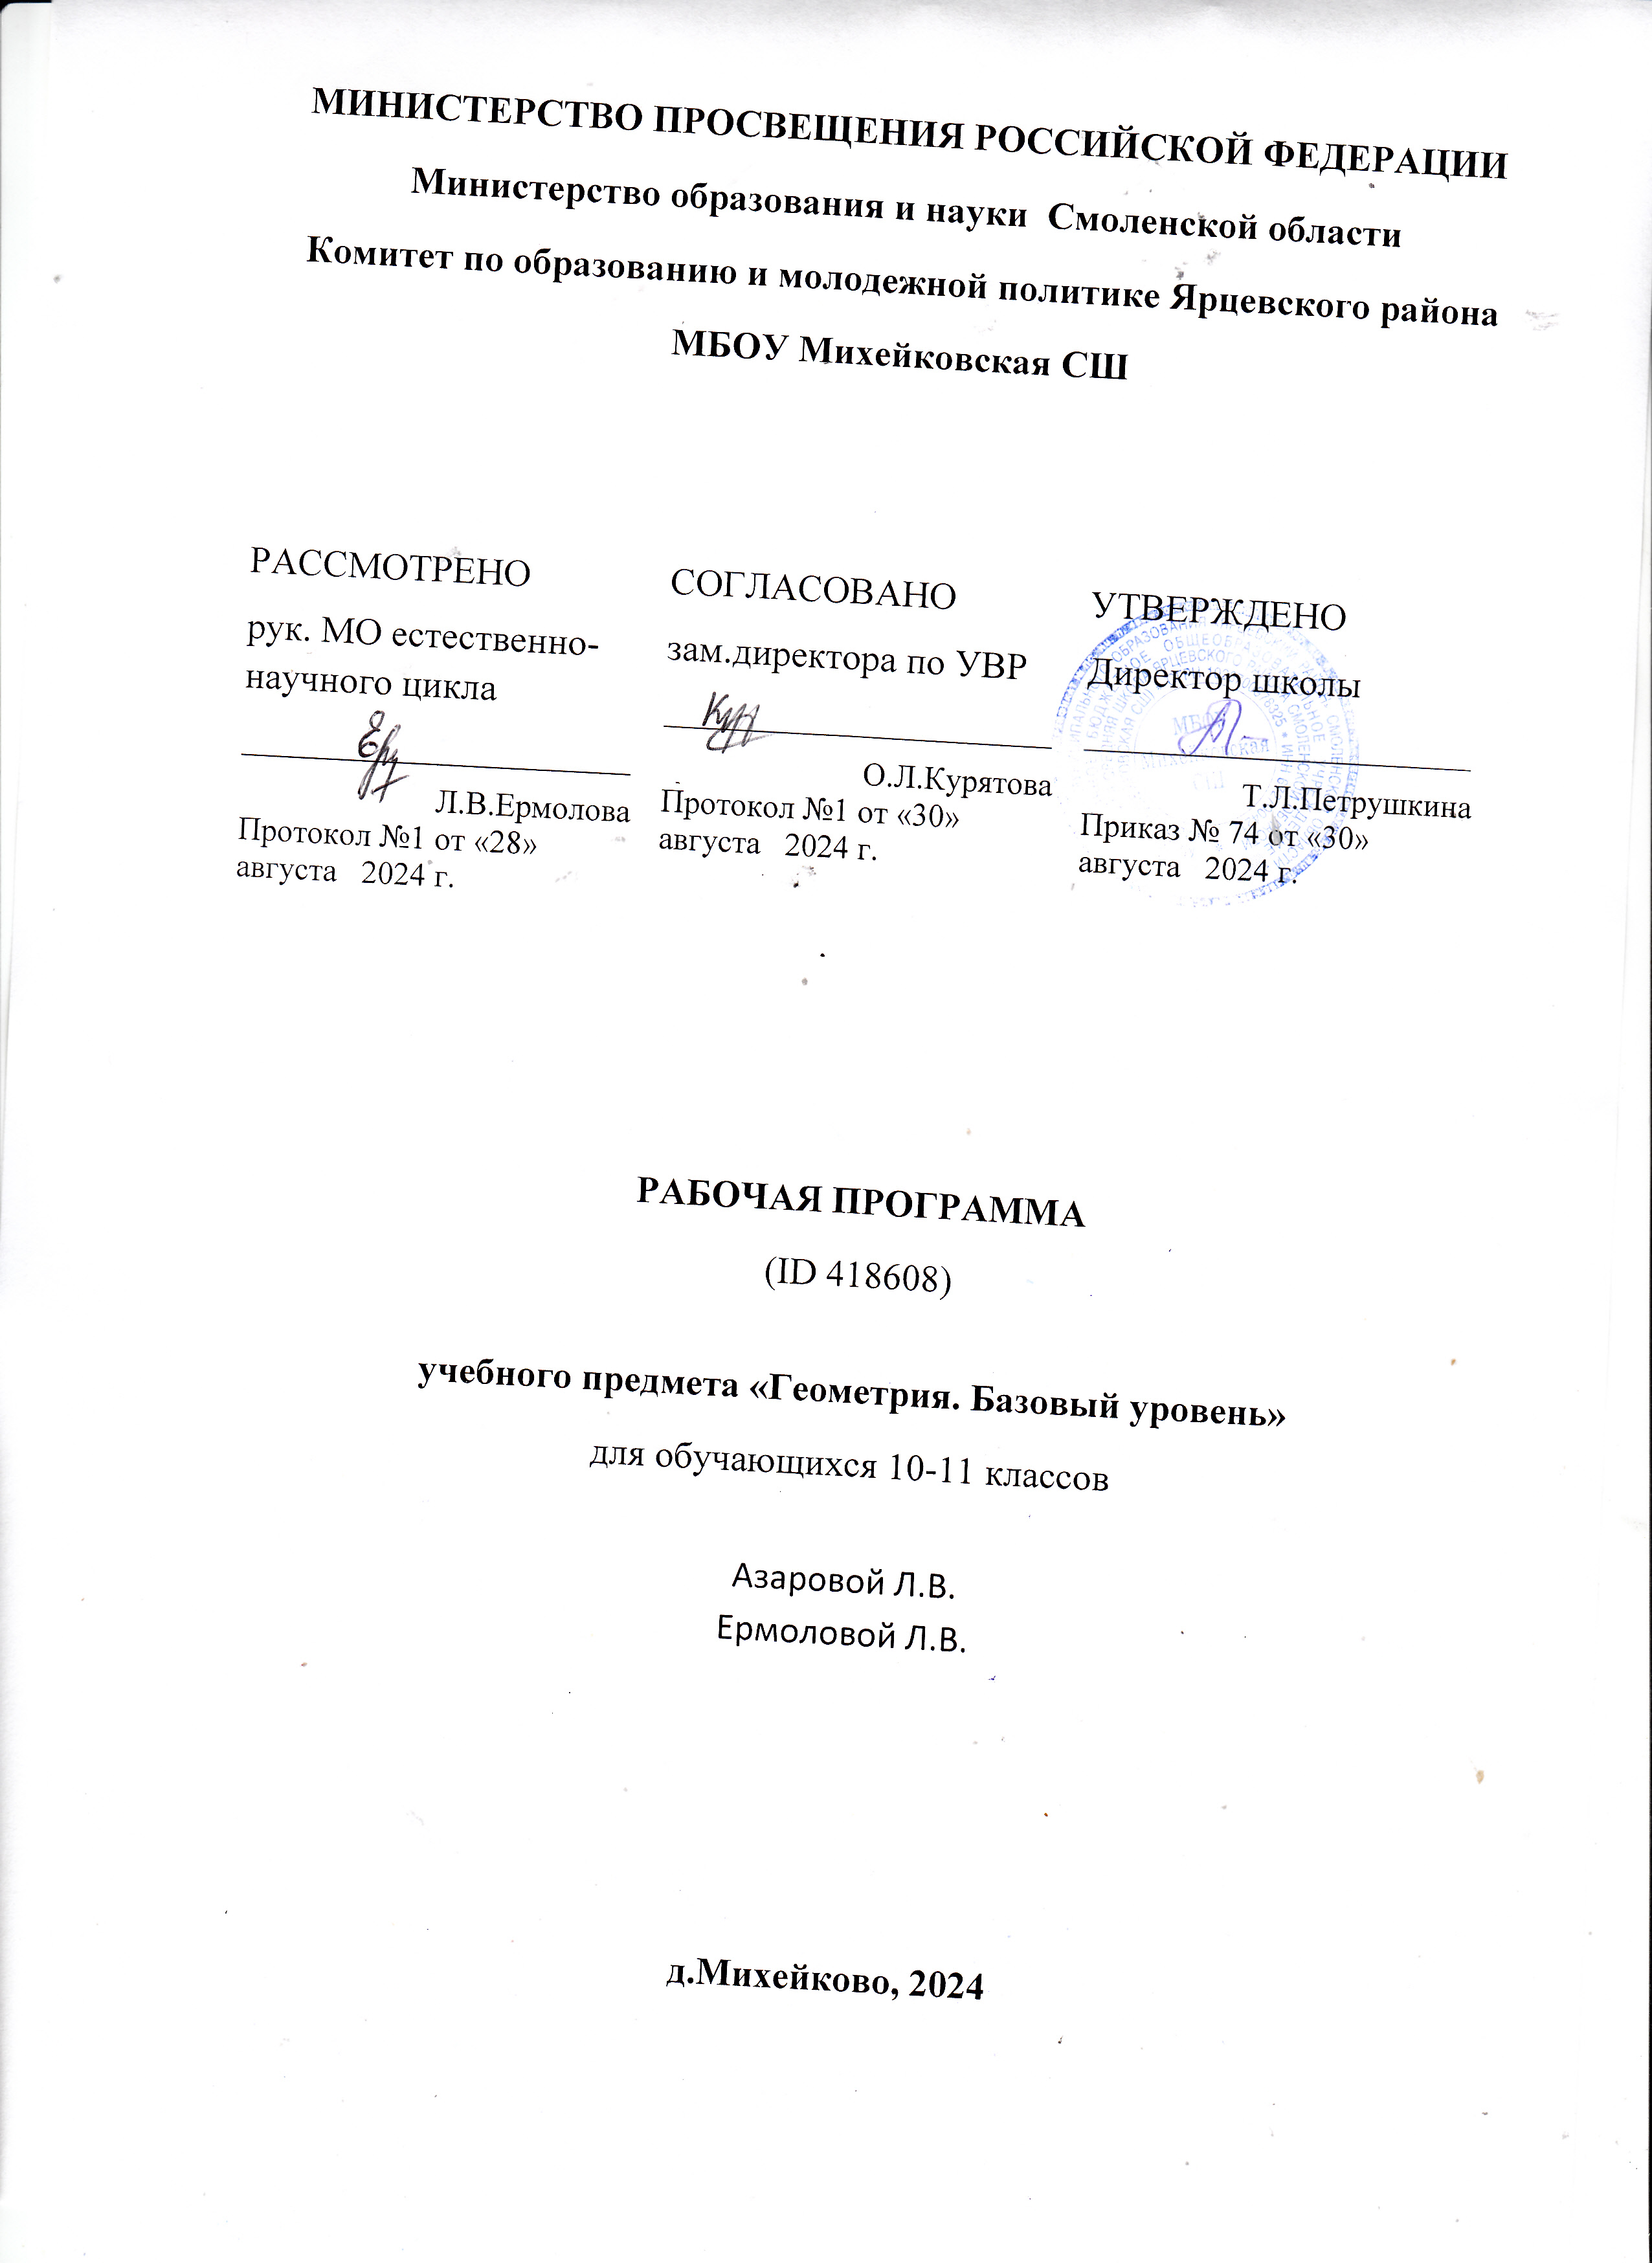 МИНИСТЕРСТВО ПРОСВЕЩЕНИЯ РОССИЙСКОЙ ФЕДЕРАЦИИ
Министерство образования и науки Смоленской области
Комитет по образованию и молодежной политике Ярцевского района
МБОУ Михейковская СШ
РАССМОТРЕНО
рук. МО естественно-
научного цикла
Л.В.Ермолова
Протокол №1 от «28»
августа 2024 г.
СОГЛАСОВАНО
зам.директора по УВР
О.Л.Курятова
Протокол №1 от «30»
августа 2024 г.
УТВЕРЖДЕНО
Директор школы
Т.Л.Петрушкина
Приказ № 74 от «30»
августа 2024 г.
РАБОЧАЯ ПРОГРАММА
(ID 418608)
учебного предмета «Геометрия. Базовый уровень»
для обучающихся 10-11 классов
Азаровой Л.В.
Ермоловой Л.В.
д.Михейково, 2024